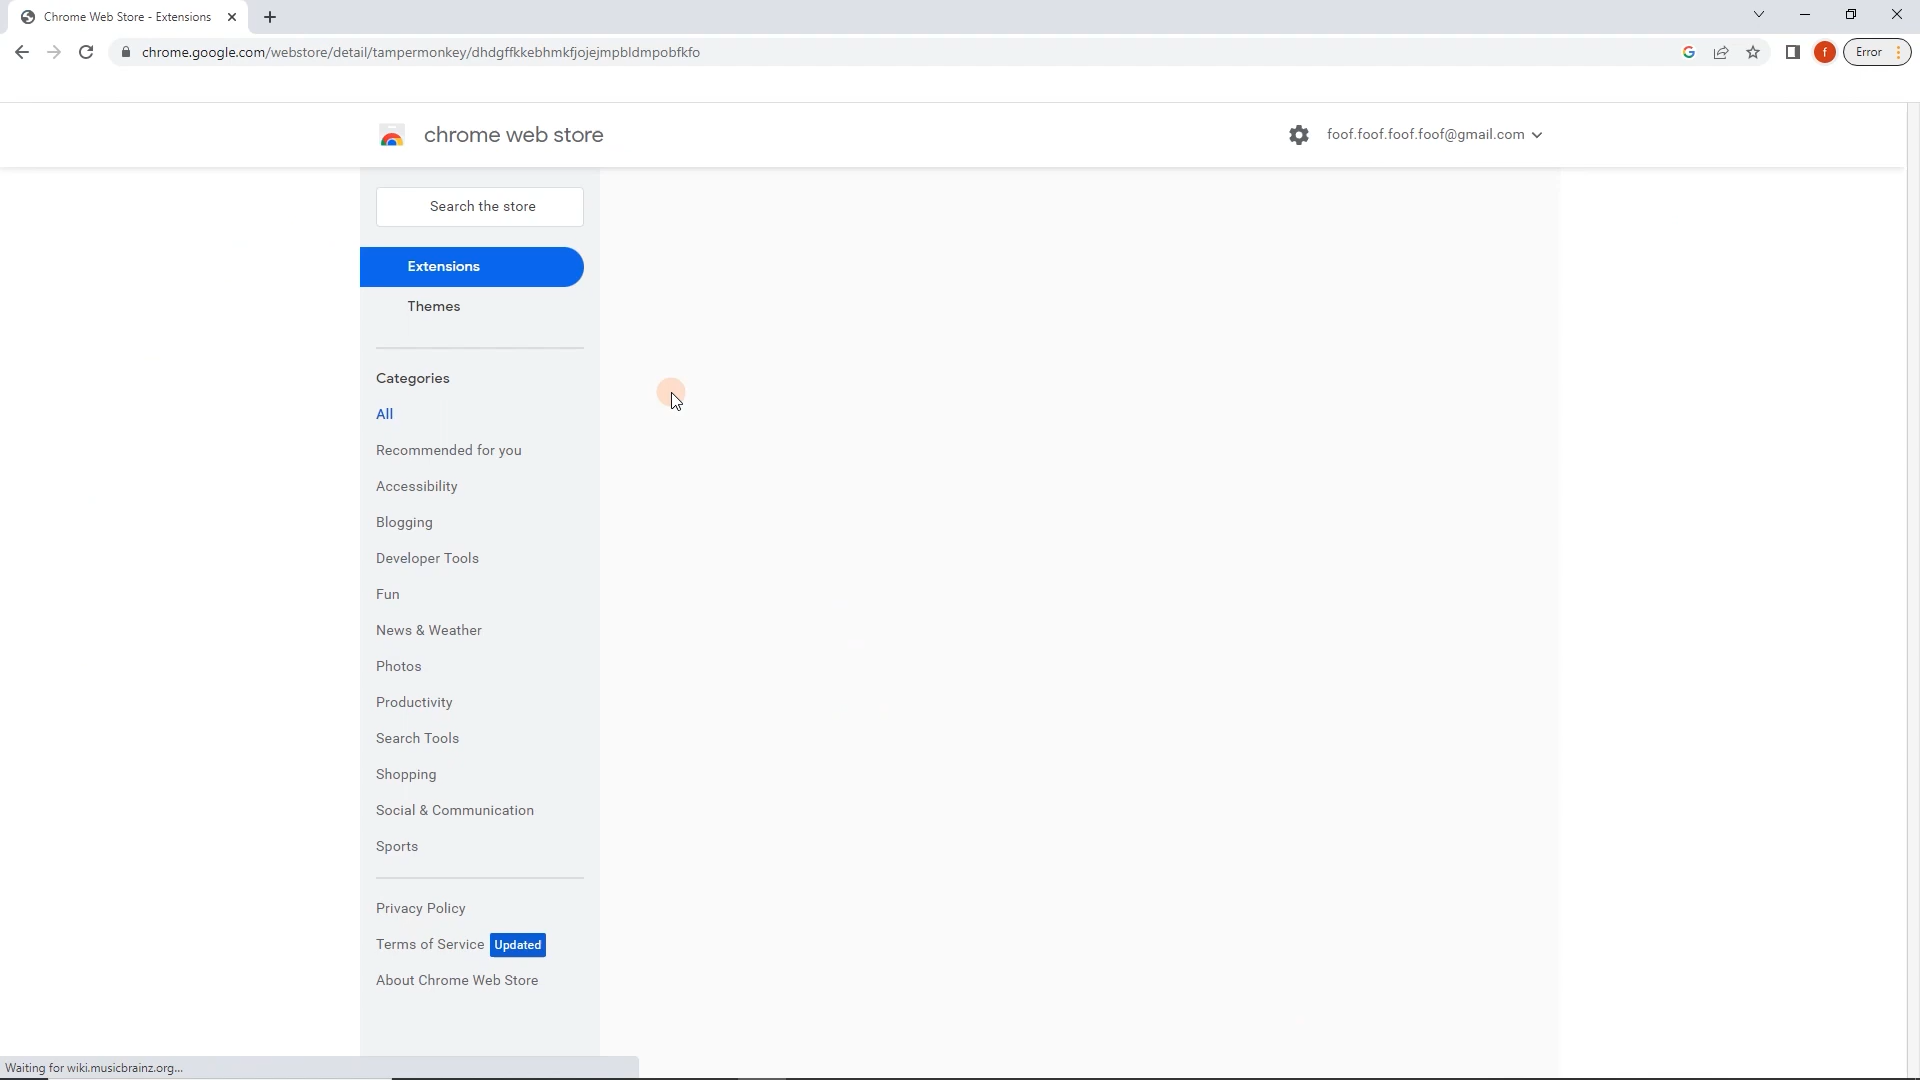 Chrome Web Store - Extensions
chrome.google.com/webstore/detail/tampermonkey/dhdgffkkebhmkfjojejmpbldmpobfkfo
f
Error
chrome web store
foof.foof.foof.foof@gmail.com
Search the store
Extensions
Themes
Categories
All
Recommended for you
Accessibility
Blogging
Developer Tools
Fun
News & Weather
Photos
Productivity
Search Tools
Shopping
Social & Communication
Sports
Privacy Policy
Terms of Service Updated
About Chrome Web Store
Waiting for wiki.musicbrainz.org...